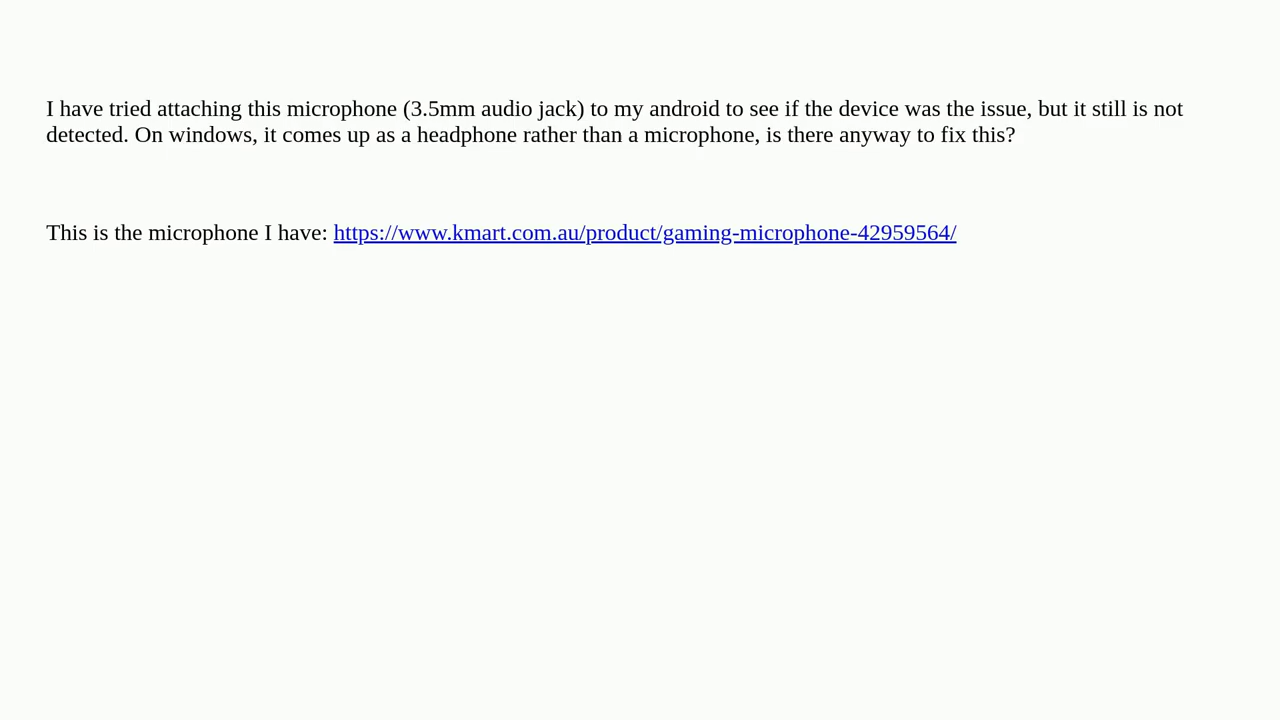 I have tried attaching this microphone (3.5mm audio jack) to my android to see if the device was the issue, but it still is not
detected. On windows, it comes up as a headphone rather than a microphone, is there anyway to fix this?
This is the microphone I have: https://www.kmart.com.au/product/gaming-microphone-42959564/